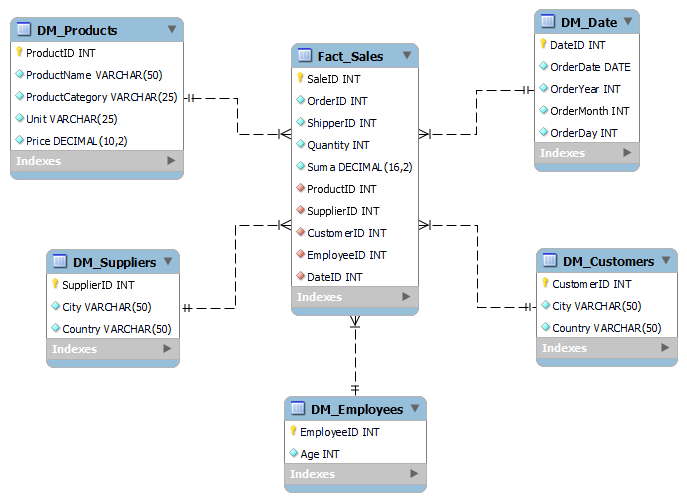 DM_Products
ProductID INT
ProductName VARCHAR(50)
ProductCategory VARCHAR(25)
Unit VARCHAR(25)
Price DECIMAL(10,2)
Indexes
Fact_Sales
SaleID INT
OrderID INT
ShipperID INT
Quantity INT
Suma DECIMAL(16,2)
ProductID INT
SupplierID INT
CustomerID INT
EmployeeID INT
DateID INT
Indexes
DM_Date
DateID INT
OrderDate DATE
OrderYear INT
OrderMonth INT
OrderDay INT
Indexes
DM_Suppliers
SupplierID INT
City VARCHAR(50)
Country VARCHAR(50)
Indexes
DM_Customers
CustomerID INT
City VARCHAR(50)
Country VARCHAR(50)
Indexes
DM_Employees
EmployeeID INT
Age INT
Indexes